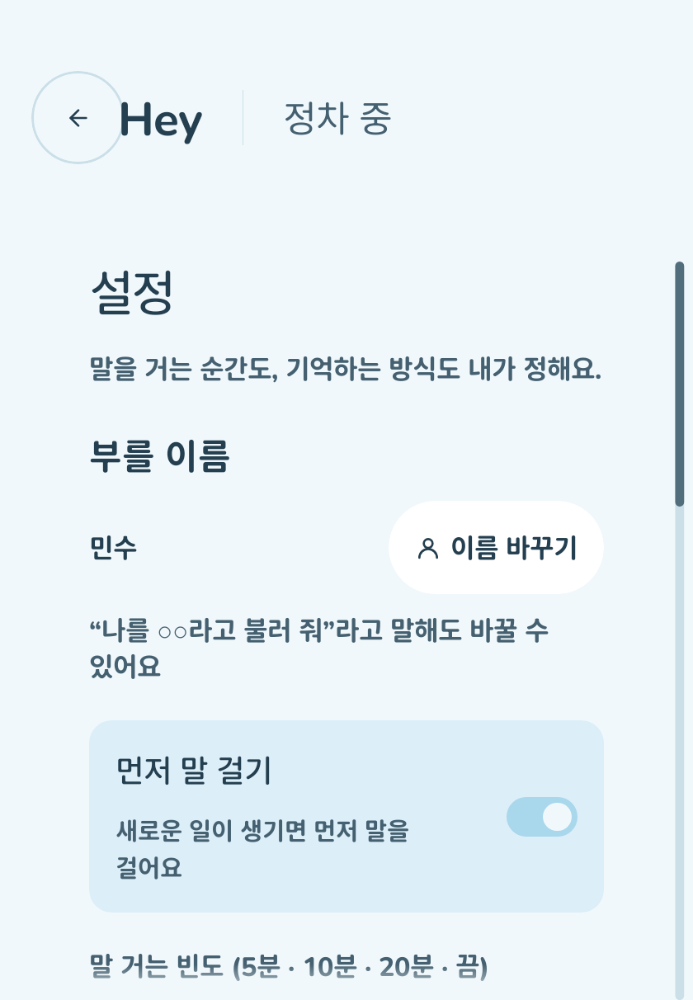 Hey
정차 중
설정
말을 거는 순간도, 기억하는 방식도 내가 정해요.
부를 이름
민수
이름 바꾸기
“나를 ○○라고 불러 줘”라고 말해도 바꿀 수
있어요
먼저 말 걸기
새로운 일이 생기면 먼저 말을
걸어요
말 거는 빈도 (5분 · 10분 · 20분 · 끔)